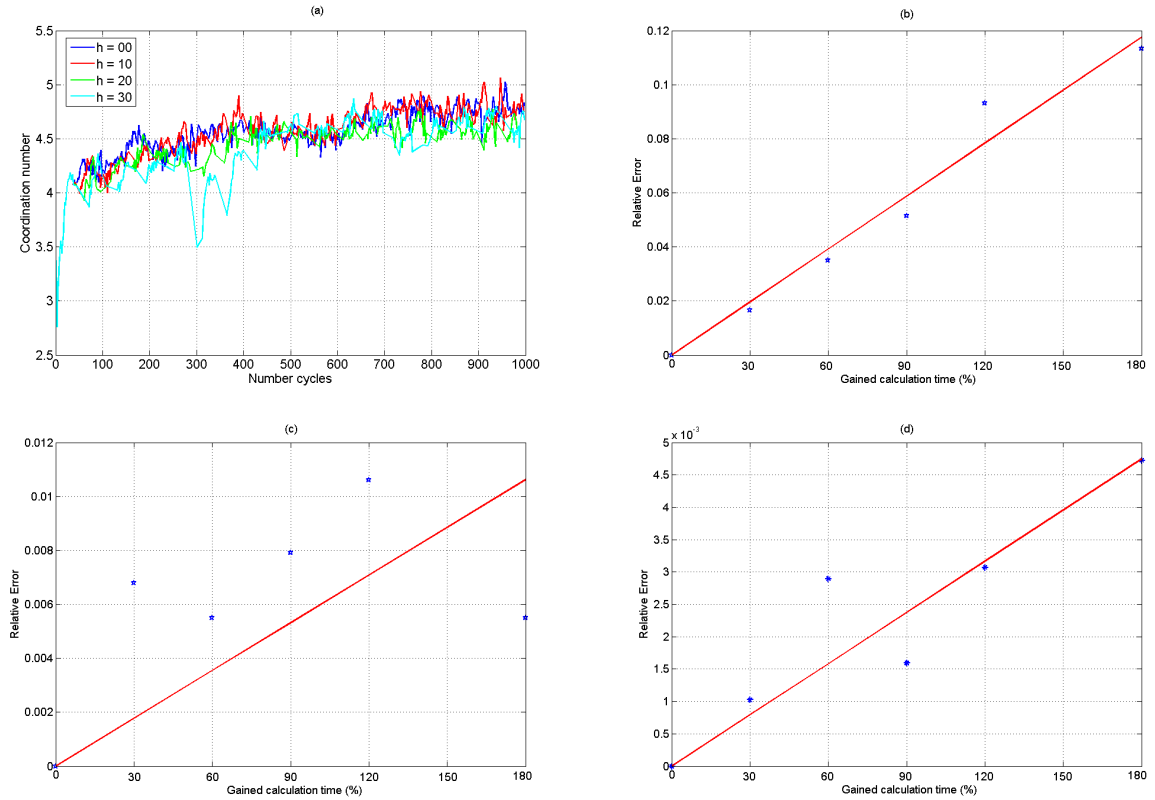 (a)
5.5
5
4.5
4
3.5
3
2.5
Coordination number
h = 00
h = 10
h = 20
h = 30
0 100 200 300 400 500 600 700 800 900 1000
Number cycles
(b)
0.12
0.1
0.08
0.06
0.04
0.02
0
Relative Error
0 30 60 90 120 150 180
Gained calculation time (%)
(c)
0.012
0.01
0.008
0.006
0.004
0.002
0
Relative Error
0 30 60 90 120 150 180
Gained calculation time (%)
(d)
x 10⁻³
5
4.5
4
3.5
3
2.5
2
1.5
1
0.5
0
Relative Error
0 30 60 90 120 150 180
Gained calculation time (%)